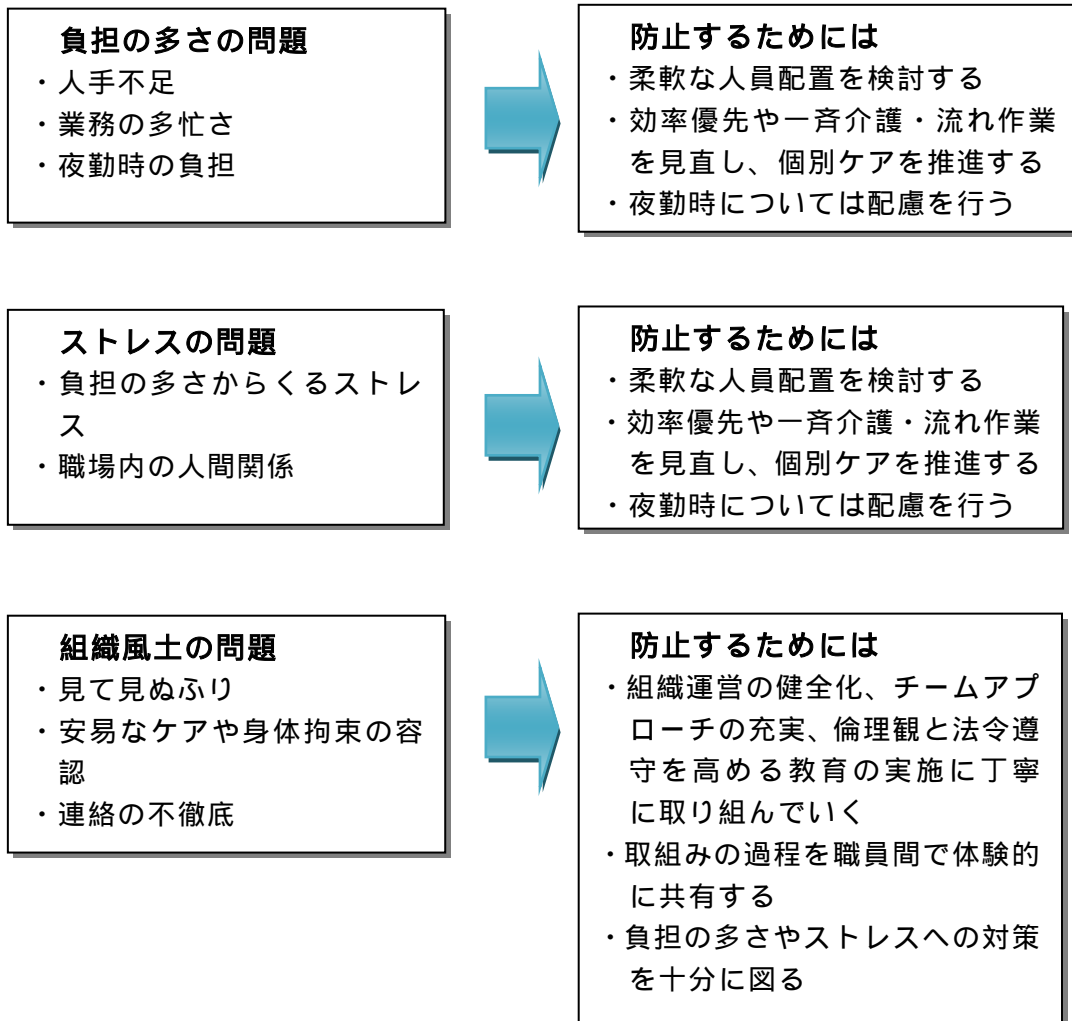 負担の多さの問題
・人手不足
・業務の多忙さ
・夜勤時の負担
防止するためには
・柔軟な人員配置を検討する
・効率優先や一斉介護・流れ作業
を見直し、個別ケアを推進する
・夜勤時については配慮を行う
ストレスの問題
・負担の多さからくるストレ
ス
・職場内の人間関係
防止するためには
・柔軟な人員配置を検討する
・効率優先や一斉介護・流れ作業
を見直し、個別ケアを推進する
・夜勤時については配慮を行う
組織風土の問題
・見て見ぬふり
・安易なケアや身体拘束の容
認
・連絡の不徹底
防止するためには
・組織運営の健全化、チームアプ
ローチの充実、倫理観と法令遵
守を高める教育の実施に丁寧
に取り組んでいく
・取組みの過程を職員間で体験的
に共有する
・負担の多さやストレスへの対策
を十分に図る